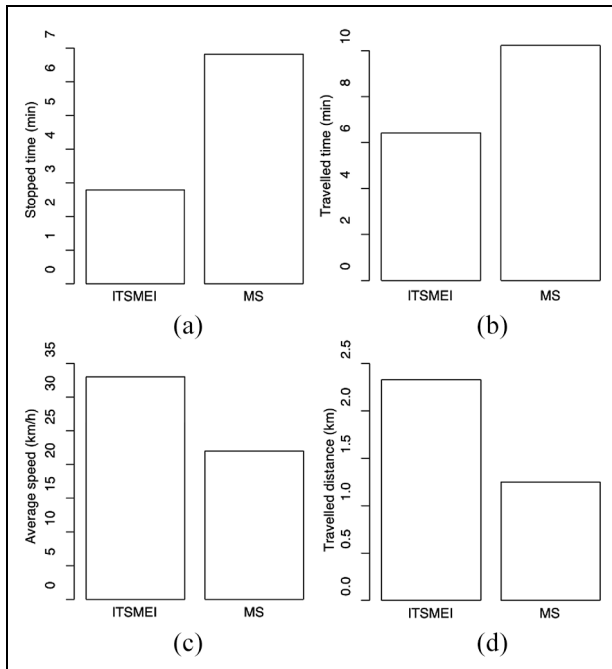 Stopped time (min)
0 1 2 3 4 5 6 7
ITSMEI MS
(a)
Travelled time (min)
0 2 4 6 8 10
ITSMEI MS
(b)
Average speed (km/h)
0 5 10 15 20 25 30 35
ITSMEI MS
(c)
Travelled distance (km)
0.0 0.5 1.0 1.5 2.0 2.5
ITSMEI MS
(d)